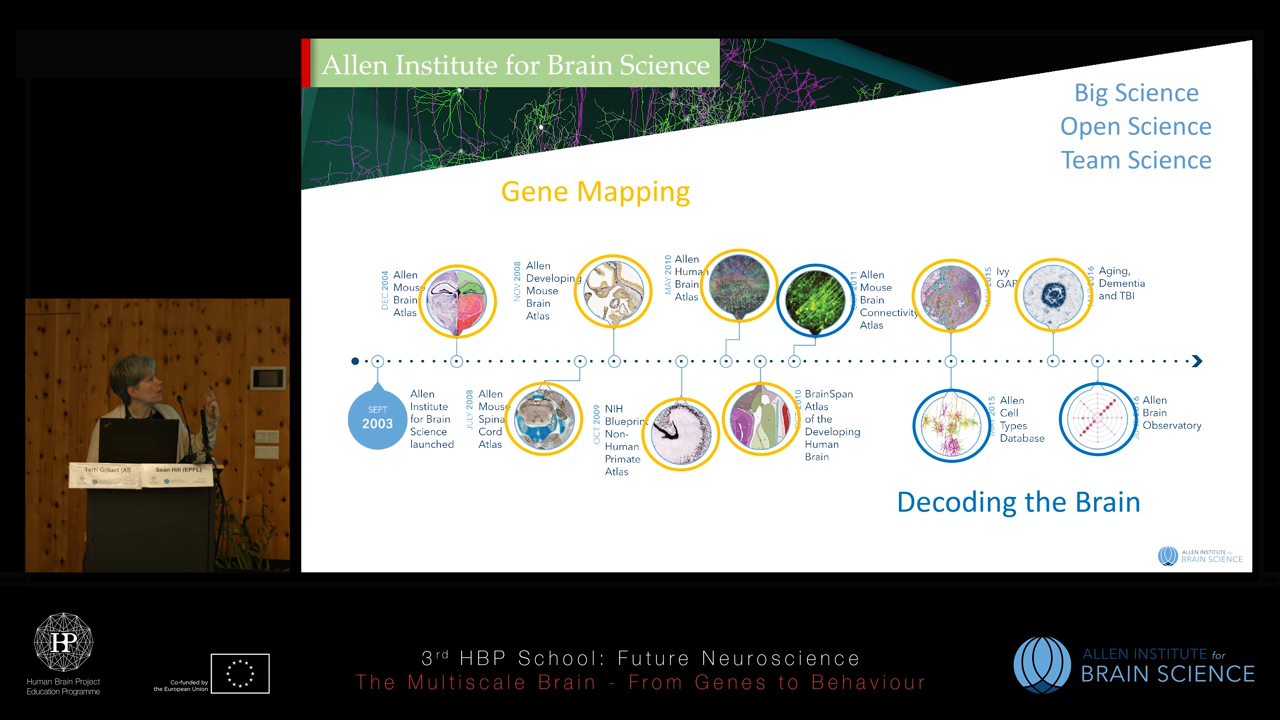 Allen Institute for Brain Science
Big Science
Open Science
Team Science
Gene Mapping
DEC 2004
Allen
Mouse
Brain
Atlas
NOV 2008
Allen
Developing
Mouse
Brain
Atlas
MAY 2010
Allen
Human
Brain
Atlas
Allen
Mouse
Brain
Connectivity
Atlas
Ivy
GAP
Aging,
Dementia
and TBI
SEPT
2003
Allen
Institute
for Brain
Science
launched
JULY 2008
Allen
Mouse
Spinal
Cord
Atlas
OCT 2009
NIH
Blueprint
Non-
Human
Primate
Atlas
BrainSpan
Atlas
of the
Developing
Human
Brain
Allen
Cell
Types
Database
Allen
Brain
Observatory
Decoding the Brain
ALLEN INSTITUTE for
BRAIN SCIENCE
Terri Gilbert (AI)
Sean Hill (EPFL)
HP
Human Brain Project
Education Programme
Co-funded by
the European Union
3rd HBP School: Future Neuroscience
The Multiscale Brain - From Genes to Behaviour
ALLEN INSTITUTE for
BRAIN SCIENCE